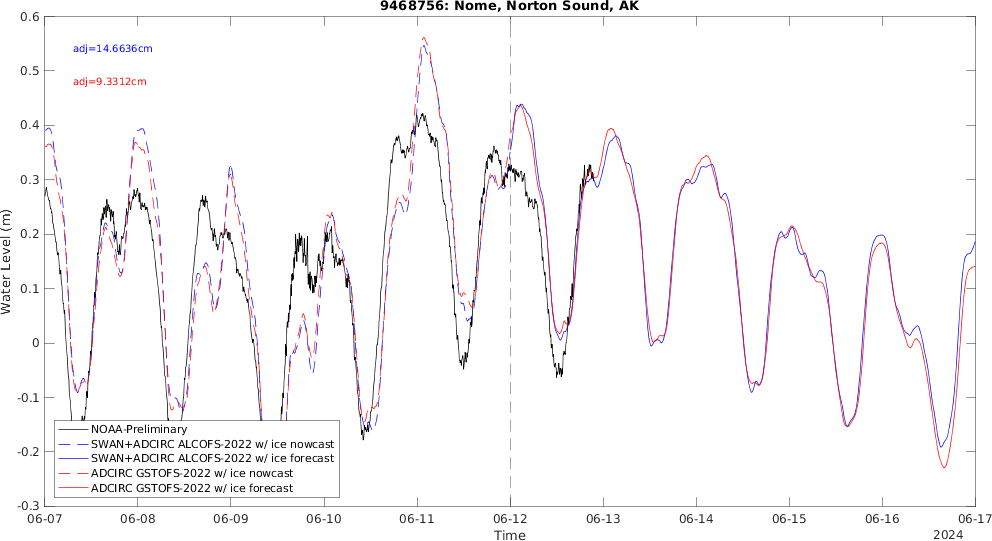 9468756: Nome, Norton Sound, AK
0.6
adj=14.6636cm
0.5
adj=9.3312cm
0.4
0.3
0.2
0.1
0
-0.1
-0.2
-0.3
Water Level (m)
NOAA-Preliminary
SWAN+ADCIRC ALCOFS-2022 w/ ice nowcast
SWAN+ADCIRC ALCOFS-2022 w/ ice forecast
ADCIRC GSTOFS-2022 w/ ice nowcast
ADCIRC GSTOFS-2022 w/ ice forecast
06-07 06-08 06-09 06-10 06-11 06-12 06-13 06-14 06-15 06-16 06-17
Time
2024